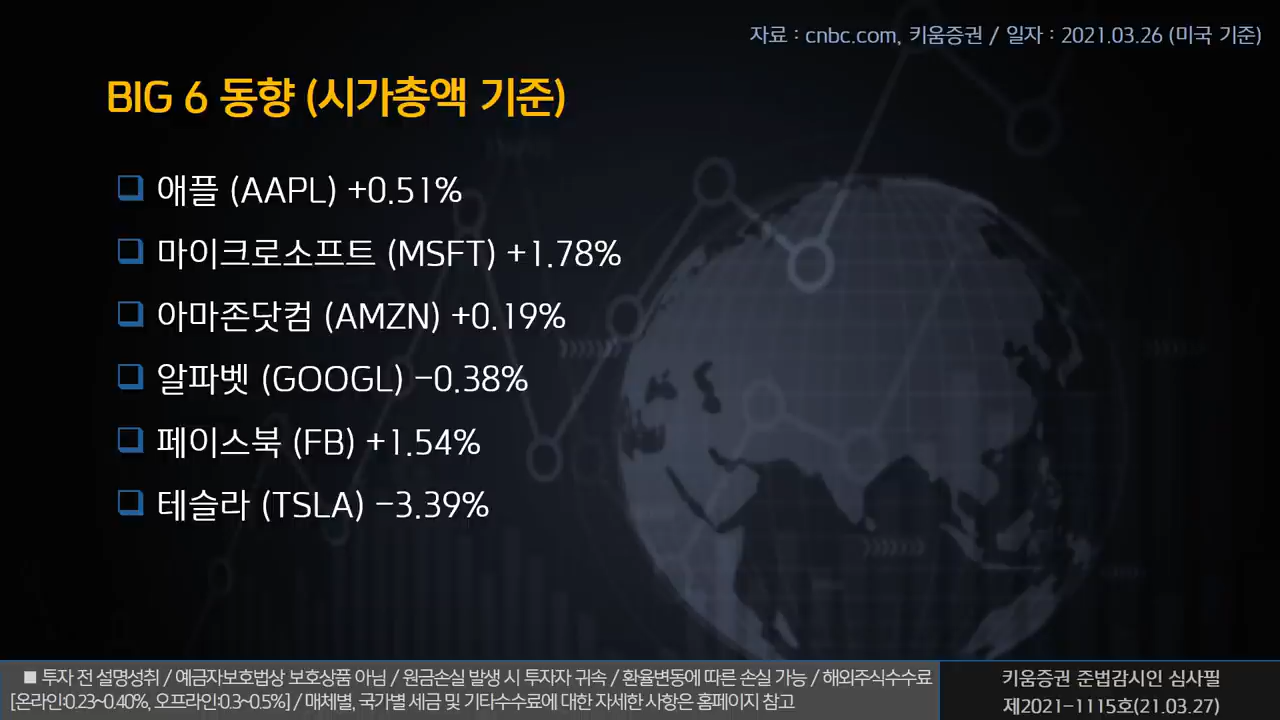 자료 : cnbc.com, 키움증권 / 일자 : 2021.03.26 (미국 기준)
BIG 6 동향 (시가총액 기준)
애플 (AAPL) +0.51%
마이크로소프트 (MSFT) +1.78%
아마존닷컴 (AMZN) +0.19%
알파벳 (GOOGL) -0.38%
페이스북 (FB) +1.54%
테슬라 (TSLA) -3.39%
■ 투자 전 설명성취 / 예금자보호법상 보호상품 아님 / 원금손실 발생 시 투자자 귀속 / 환율변동에 따른 손실 가능 / 해외주식수수료
[온라인:0.23~0.40%, 오프라인:0.3~0.5%] / 매체별, 국가별 세금 및 기타수수료에 대한 자세한 사항은 홈페이지 참고
키움증권 준법감시인 심사필
제2021-1115호(21.03.27)